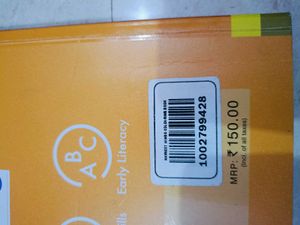 A B C
Early Literacy
1002799428
MRP: ₹ 150.00
(Incl. of all taxes)